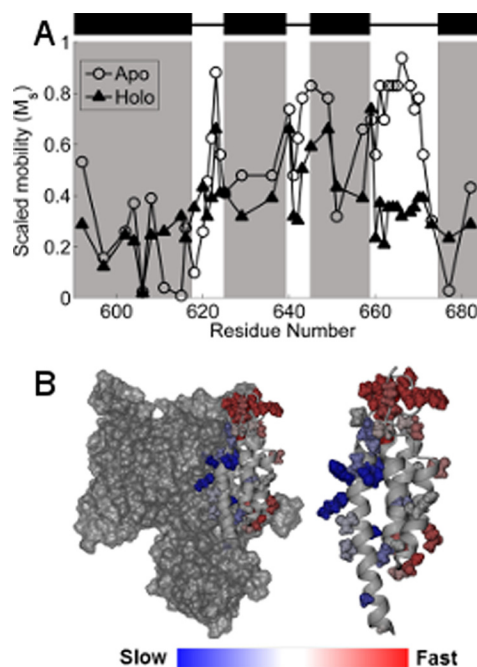 A
1
0.8
0.6
0.4
0.2
0
Scaled mobility (Ms)
Apo
Holo
600 620 640 660 680
Residue Number
B
Slow Fast